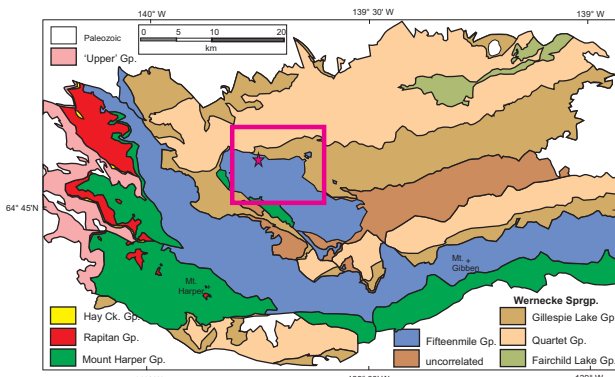 140° W
139° 30' W
139° W
Paleozoic
'Upper' Gp.
0 5 10 20
km
64° 45'
Mt.
Harper
Mt.
Gibben
Hay Ck. Gp.
Rapitan Gp.
Mount Harper Gp.
Fifteenmile Gp.
uncorrelated
Wernecke Sprgp.
Gillespie Lake Gp.
Quartet Gp.
Fairchild Lake Gp.